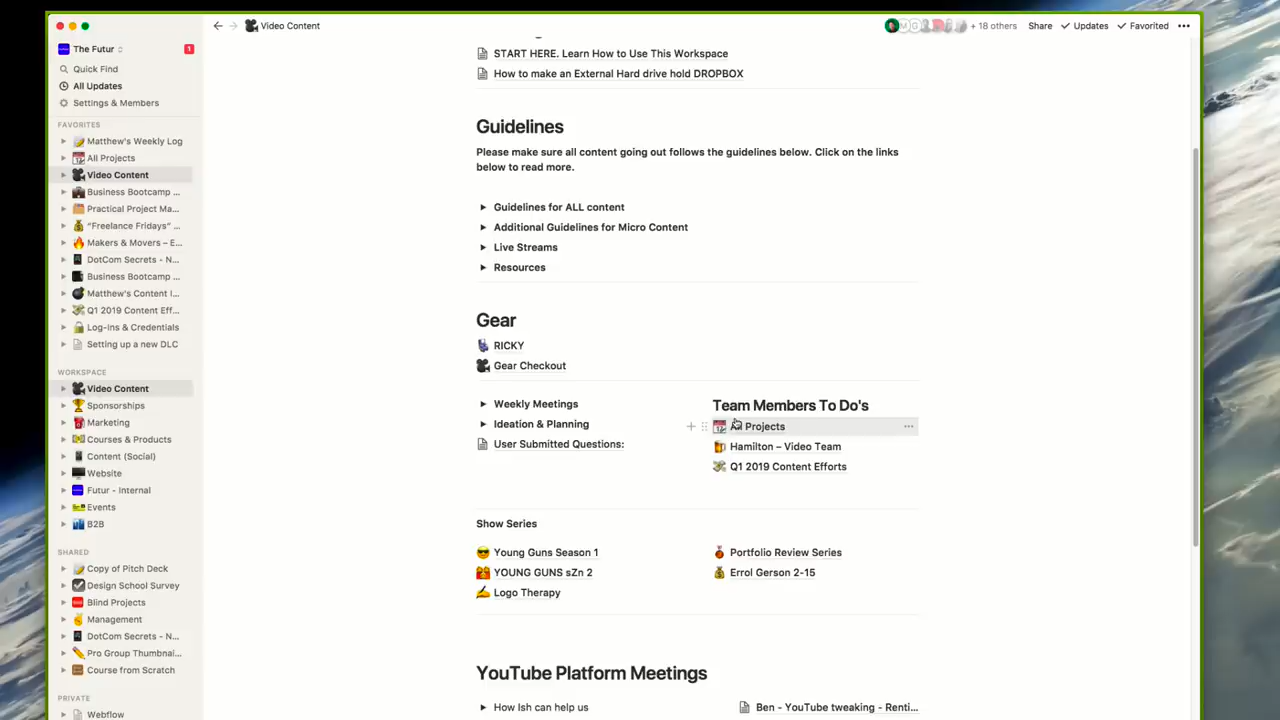 Video Content
+ 18 others
Share
Updates
Favorited
The Futur
1
Quick Find
All Updates
Settings & Members
FAVORITES
Matthew's Weekly Log
All Projects
Video Content
Business Bootcamp ...
Practical Project Ma...
“Freelance Fridays” ...
Makers & Movers – E...
DotCom Secrets - N...
Business Bootcamp ...
Matthew's Content I...
Q1 2019 Content Eff...
Log-ins & Credentials
Setting up a new DLC
WORKSPACE
Video Content
Sponsorships
Marketing
Courses & Products
Content (Social)
Website
Futur - Internal
Events
B2B
SHARED
Copy of Pitch Deck
Design School Survey
Blind Projects
Management
DotCom Secrets - N...
Pro Group Thumbnai...
Course from Scratch
PRIVATE
Webflow
START HERE. Learn How to Use This Workspace
How to make an External Hard drive hold DROPBOX
Guidelines
Please make sure all content going out follows the guidelines below. Click on the links
below to read more.
Guidelines for ALL content
Additional Guidelines for Micro Content
Live Streams
Resources
Gear
RICKY
Gear Checkout
Weekly Meetings
Ideation & Planning
User Submitted Questions:
Team Members To Do's
All Projects
Hamilton – Video Team
Q1 2019 Content Efforts
Show Series
Young Guns Season 1
YOUNG GUNS sZn 2
Logo Therapy
Portfolio Review Series
Errol Gerson 2-15
YouTube Platform Meetings
How Ish can help us
Ben - YouTube tweaking - Renti...